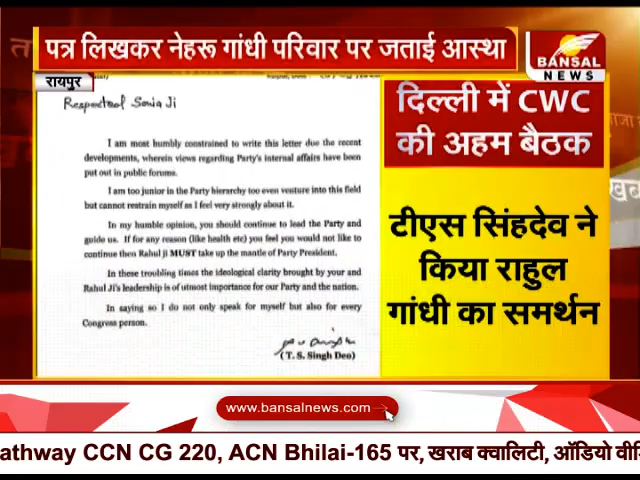 पत्र लिखकर नेहरू गांधी परिवार पर जताई आस्था
BANSAL
NEWS
रायपुर
Respected Sonia Ji
I am most humbly constrained to write this letter due the recent
developments, wherein views regarding Party's internal affairs have been
put out in public forums.
I am too junior in the Party hierarchy too even venture into this field
but cannot restrain myself as I feel very strongly about it.
In my humble opinion, you should continue to lead the Party and
guide us. If for any reason (like health etc) you feel you would not like to
continue then Rahul ji MUST take up the mantle of Party President.
In these troubling times the ideological clarity brought by your and
Rahul Ji's leadership is of utmost importance for our Party and the nation.
In saying so I do not only speak for myself but also for every
Congress person.
(T. S. Singh Deo)
दिल्ली में CWC
की अहम बैठक
टीएस सिंहदेव ने
किया राहुल
गांधी का समर्थन
www.bansalnews.com
athway CCN CG 220, ACN Bhilai-165 पर, खराब क्वालिटी, ऑडियो वीडि